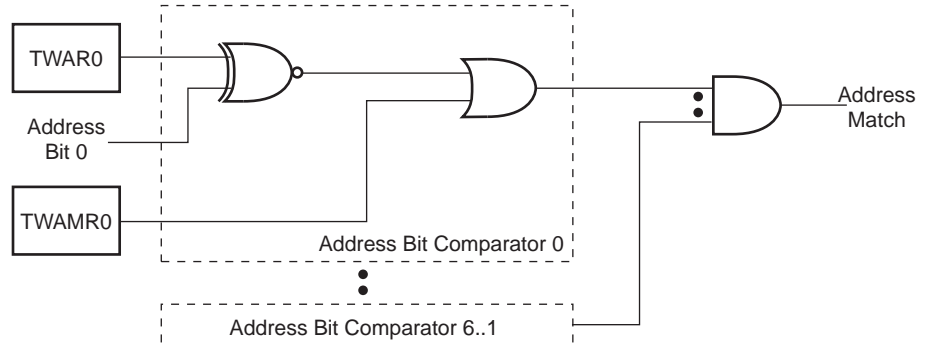 TWAR0
Address
Bit 0
TWAMR0
Address Bit Comparator 0
Address Bit Comparator 6..1
Address
Match